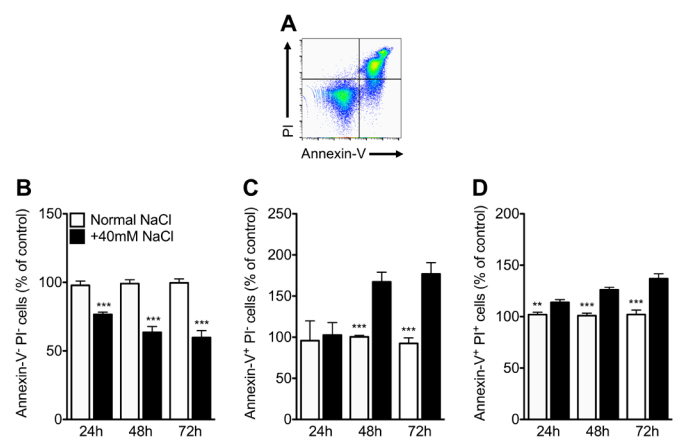 A
PI
Annexin-V
B
Annexin-V⁻ PI⁻ cells (% of control)
150
100
50
0
Normal NaCl
+40mM NaCl
***
***
***
24h
48h
72h
C
Annexin-V⁺ PI⁻ cells (% of control)
250
200
150
100
50
0
***
***
24h
48h
72h
D
Annexin-V⁺ PI⁺ cells (% of control)
200
150
100
50
0
**
***
***
24h
48h
72h